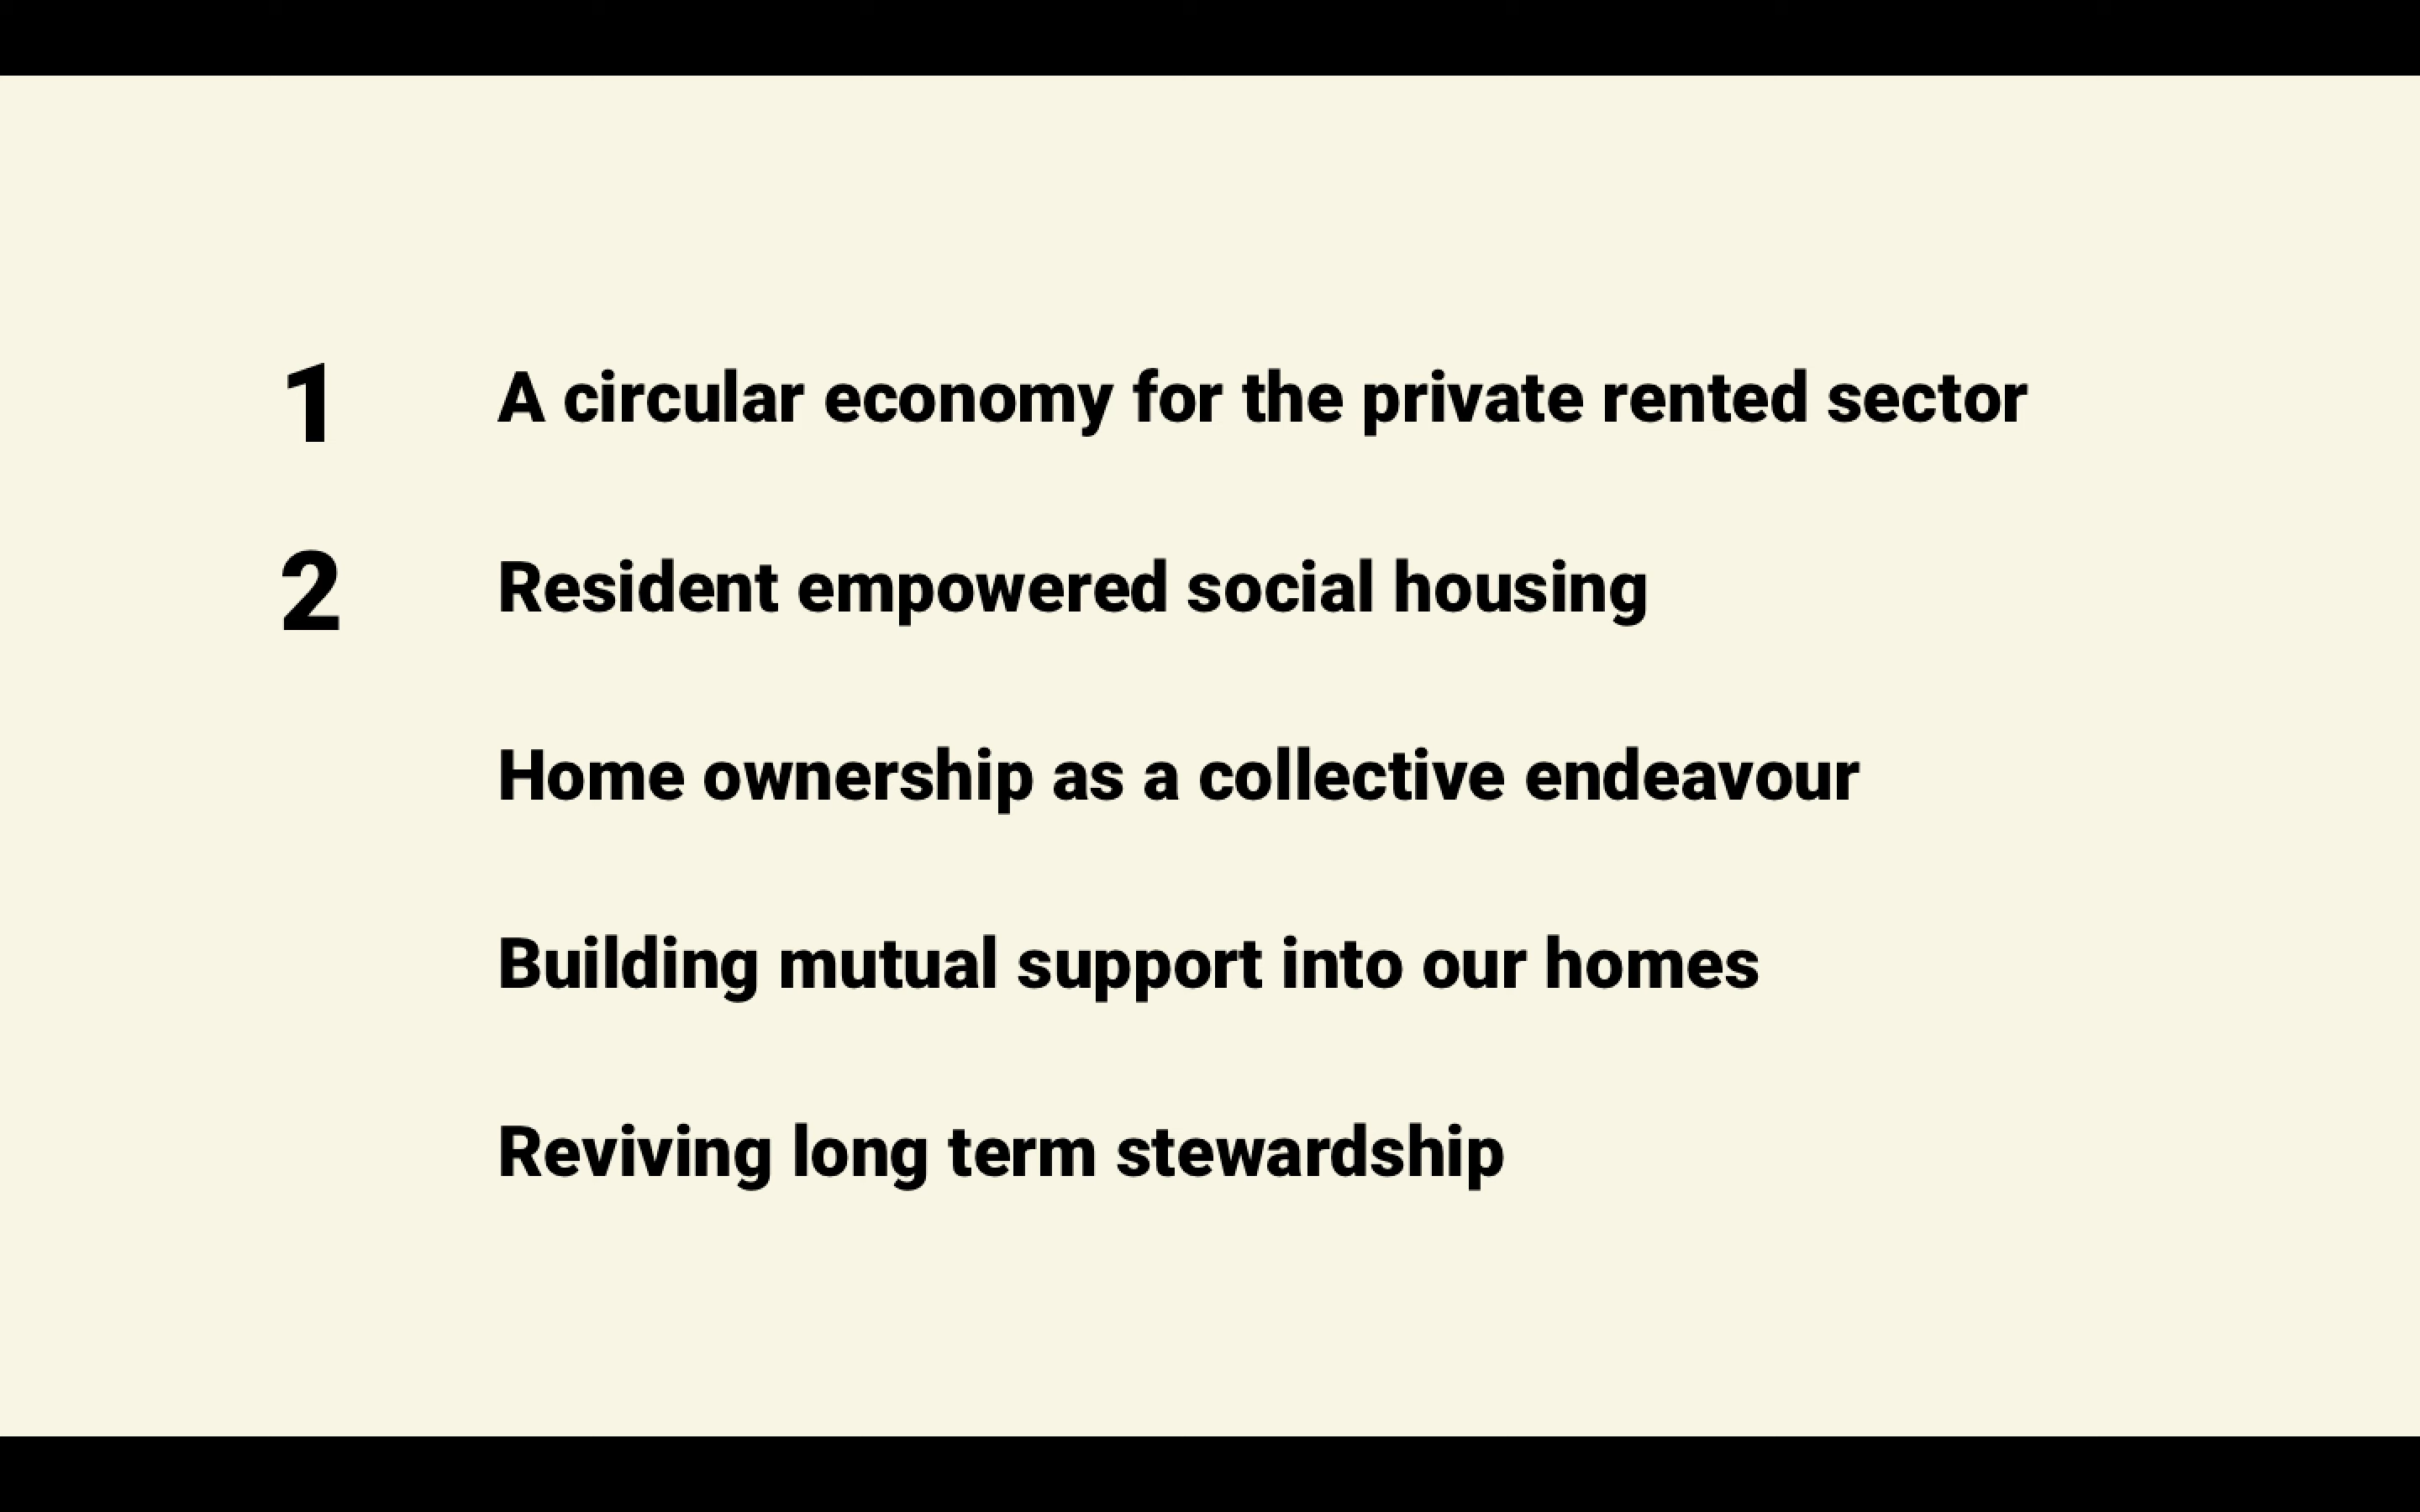 1 A circular economy for the private rented sector
2 Resident empowered social housing
Home ownership as a collective endeavour
Building mutual support into our homes
Reviving long term stewardship